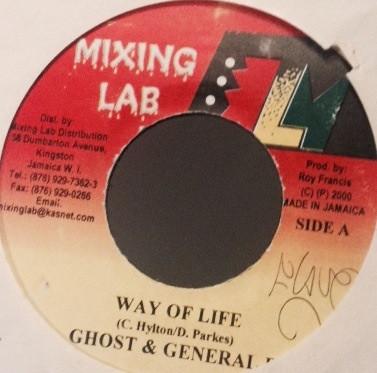 MIXING
LAB
Dist. by
Mixing Lab Distribution
58 Dumbarton Avenue,
Kingston
Jamaica W. I.
Tel.: (876) 929-7362-3
Fax: (876) 929-0266
Email.
mixinglab@kasnet.com
Prod. by:
Roy Francis
(C) (P) 2000
MADE IN JAMAICA
SIDE A
WAY OF LIFE
(C. Hylton/D. Parkes)
GHOST & GENERAL